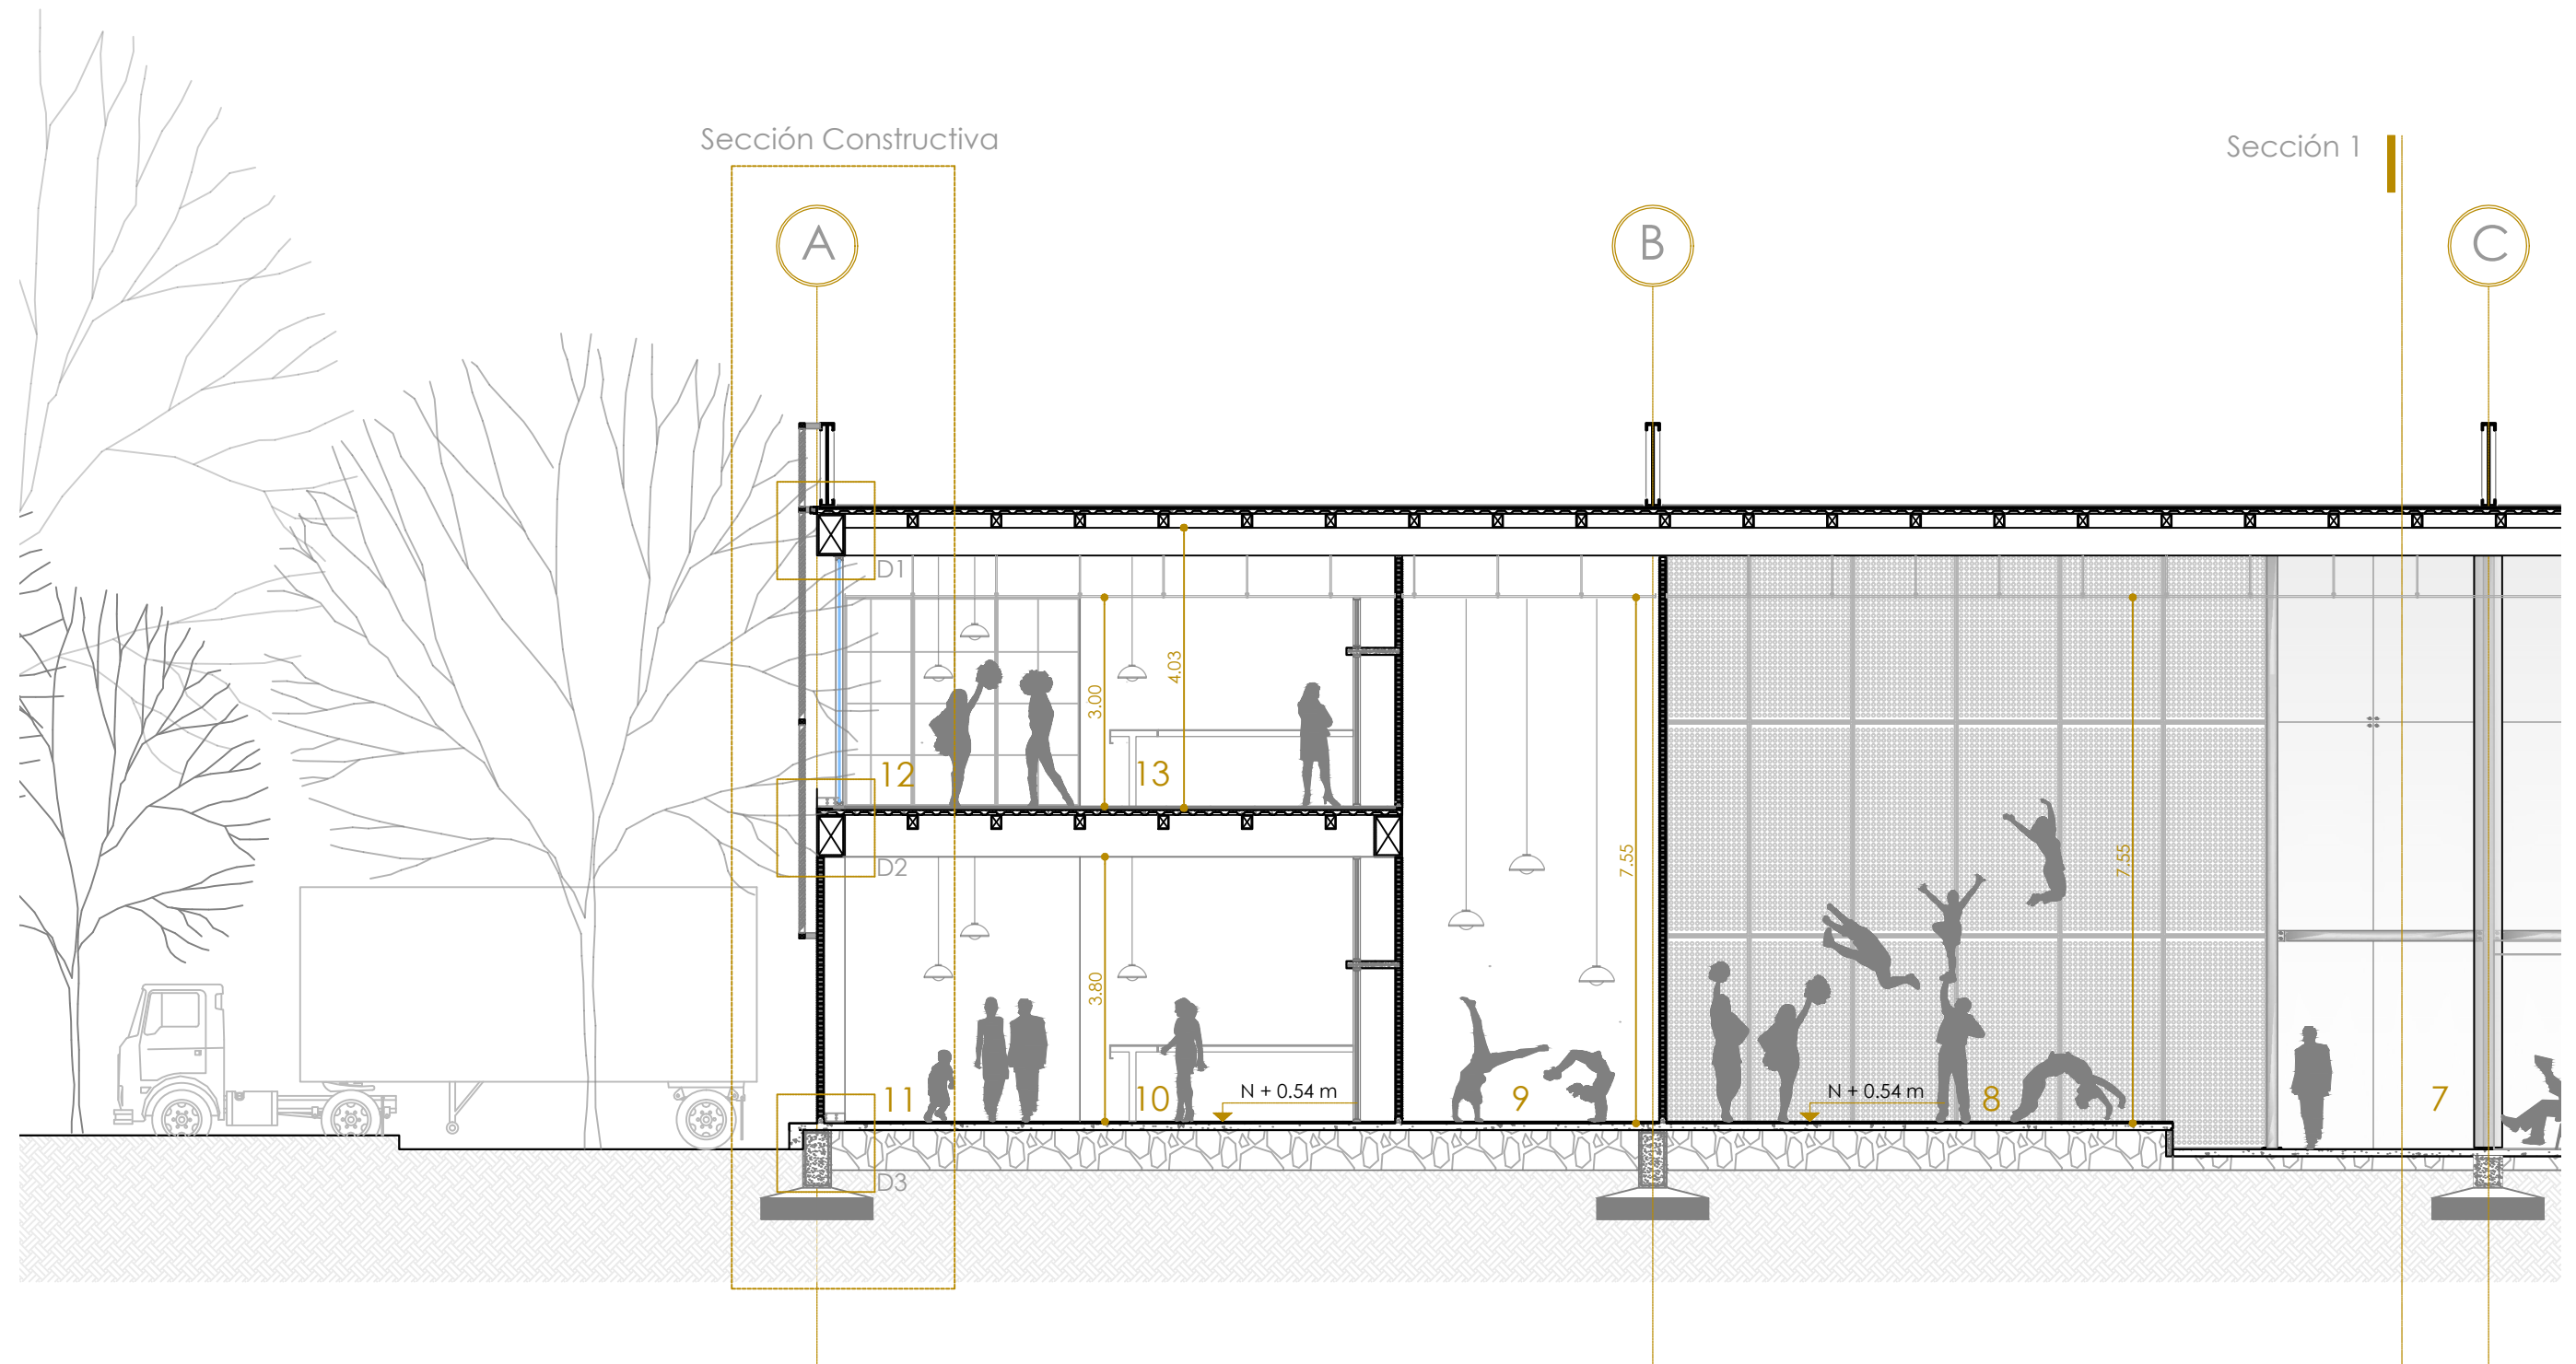 Sección Constructiva
Sección 1
A
B
C
D1
3.00
4.03
12
13
D2
7.55
7.55
3.80
11
10
N + 0.54 m
9
N + 0.54 m
8
7
D3